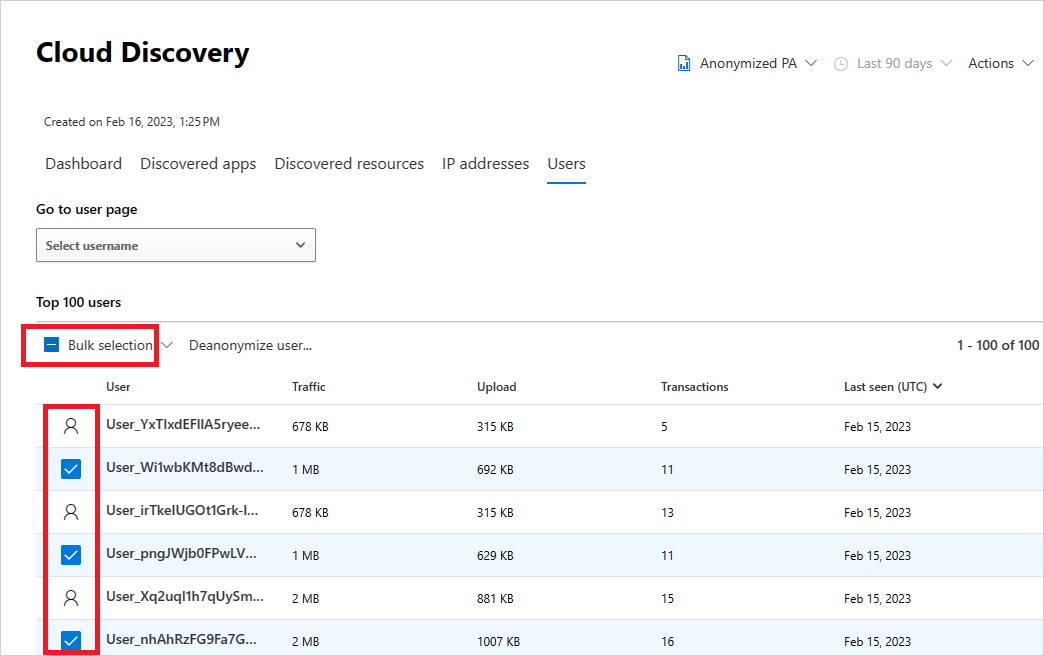 Cloud Discovery
Anonymized PA Last 90 days Actions
Created on Feb 16, 2023, 1:25 PM
Dashboard Discovered apps Discovered resources IP addresses Users
Go to user page
Select username
Top 100 users
Bulk selection Deanonymize user... 1 - 100 of 100
User Traffic Upload Transactions Last seen (UTC)
User_YxTIxdEFIIA5ryee... 678 KB 315 KB 5 Feb 15, 2023
User_Wi1wbKMt8dBwd... 1 MB 692 KB 11 Feb 15, 2023
User_irTkeIUGOt1Grk-I... 678 KB 315 KB 13 Feb 15, 2023
User_pngJWjb0FPwLV... 1 MB 629 KB 11 Feb 15, 2023
User_Xq2uqI1h7qUySm... 2 MB 881 KB 15 Feb 15, 2023
User_nhAhRzFG9Fa7G... 2 MB 1007 KB 16 Feb 15, 2023